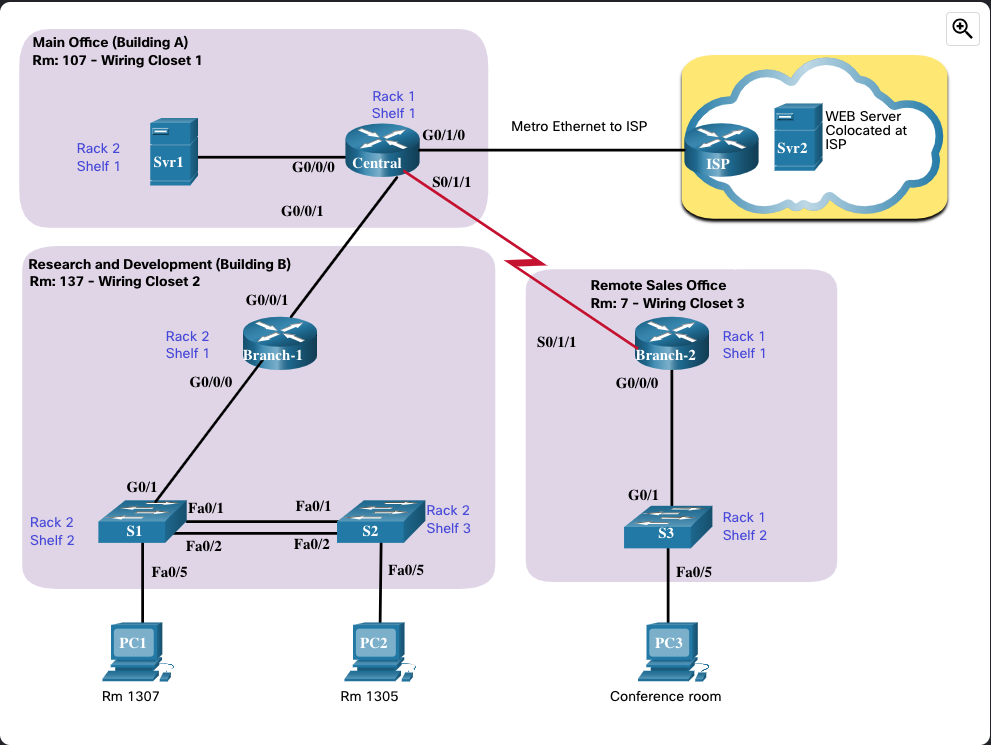 Main Office (Building A)
Rm: 107 - Wiring Closet 1
Rack 1
Shelf 1
Rack 2
Shelf 1
Svr1
G0/0/0
Central
G0/1/0
S0/1/1
G0/0/1
Metro Ethernet to ISP
ISP
Svr2
WEB Server
Colocated at
ISP
Research and Development (Building B)
Rm: 137 - Wiring Closet 2
G0/0/1
Rack 2
Shelf 1
Branch-1
G0/0/0
G0/1
Rack 2
Shelf 2
S1
Fa0/1
Fa0/1
Fa0/2
Fa0/2
S2
Rack 2
Shelf 3
Fa0/5
Fa0/5
PC1
Rm 1307
PC2
Rm 1305
Remote Sales Office
Rm: 7 - Wiring Closet 3
S0/1/1
Branch-2
Rack 1
Shelf 1
G0/0/0
G0/1
S3
Rack 1
Shelf 2
Fa0/5
PC3
Conference room